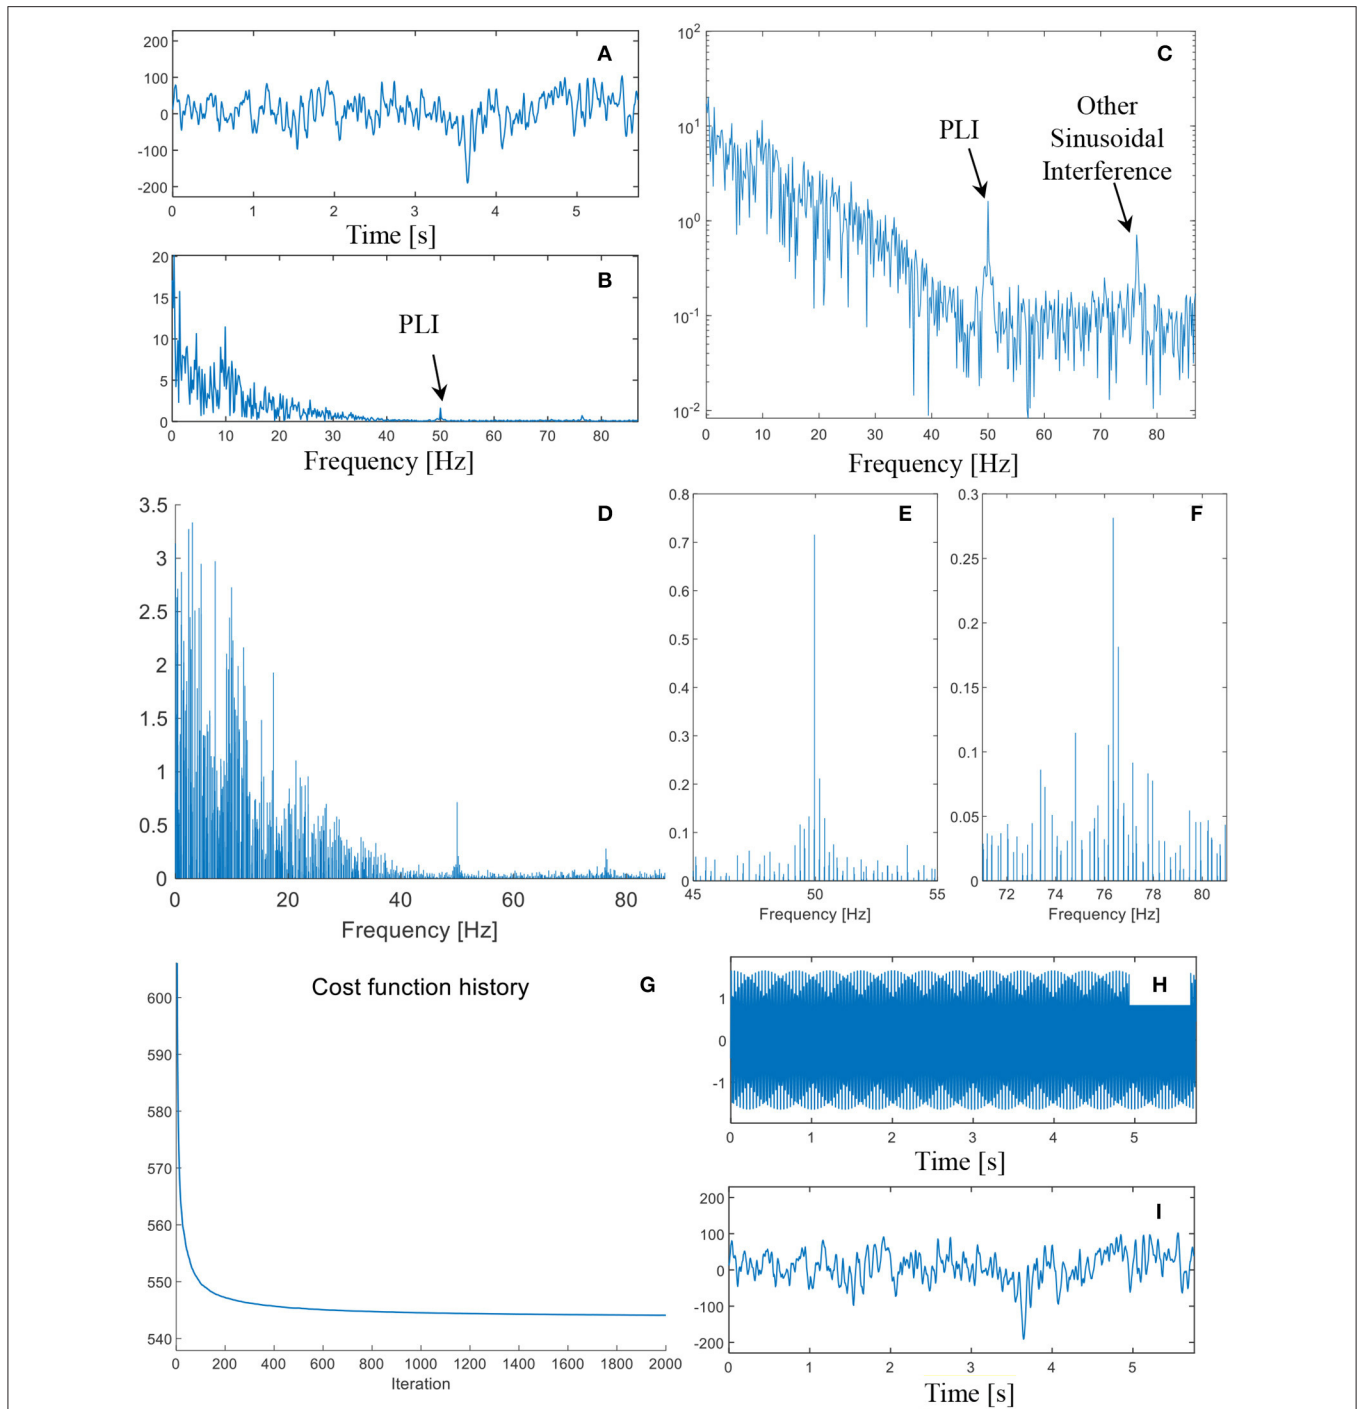 A
200
100
0
-100
-200
0 1 2 3 4 5
Time [s]
B
20
15
10
5
0
PLI
0 10 20 30 40 50 60 70 80
Frequency [Hz]
C
10^2
10^1
10^0
10^-1
10^-2
PLI
Other
Sinusoidal
Interference
0 10 20 30 40 50 60 70 80
Frequency [Hz]
D
3.5
3
2.5
2
1.5
1
0.5
0
0 20 40 60 80
Frequency [Hz]
E
0.8
0.7
0.6
0.5
0.4
0.3
0.2
0.1
0
45 50 55
Frequency [Hz]
F
0.3
0.25
0.2
0.15
0.1
0.05
0
72 74 76 78 80
Frequency [Hz]
Cost function history
G
600
590
580
570
560
550
540
0 200 400 600 800 1000 1200 1400 1600 1800 2000
Iteration
H
1
0
-1
0 1 2 3 4 5
Time [s]
I
200
100
0
-100
-200
0 1 2 3 4 5
Time [s]